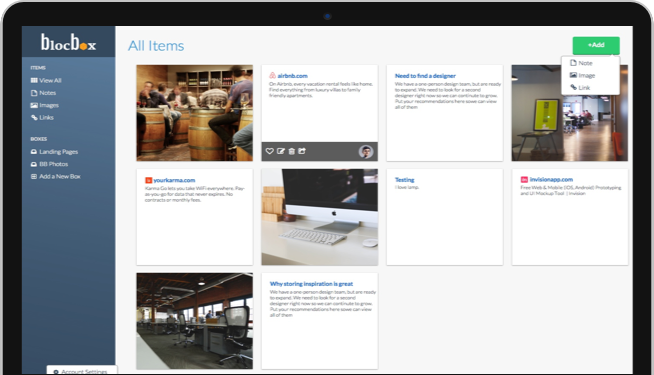 blocbox
All Items
+Add
Note
Image
Link
ITEMS
View All
Notes
Images
Links
BOXES
Landing Pages
BB Photos
Add a New Box
airbnb.com
On Airbnb, every vacation rental feels like home.
Find everything from luxury villas to family
friendly apartments.
Need to find a designer
We have a one-person design team, but are ready
to expand. We need to look for a second
designer right now so we can continue to grow.
Put your recommendations here so we can view
all of them
yourkarma.com
Karma Go lets you take WiFi everywhere. Pay-
as-you-go for data that never expires. No
contracts or monthly fees.
Testing
I love lamp.
invisionapp.com
Free Web & Mobile (iOS, Android) Prototyping
and UI Mockup Tool | InVision
Why storing inspiration is great
We have a one-person design team, but are ready
to expand. We need to look for a second
designer right now so we can continue to grow.
Put your recommendations here so we can view
all of them
Account Settings